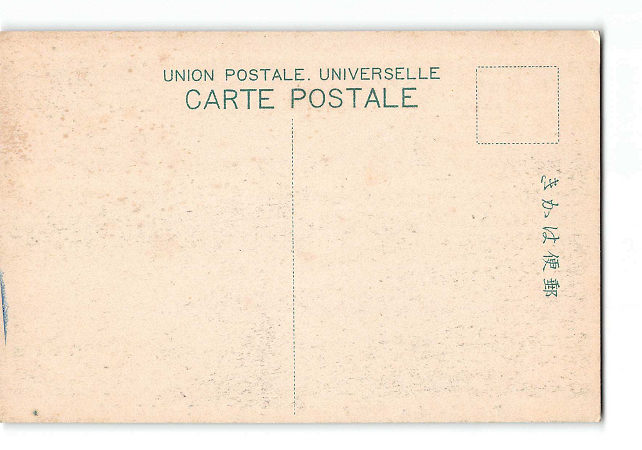 UNION POSTALE. UNIVERSELLE
CARTE POSTALE
きかは便郵